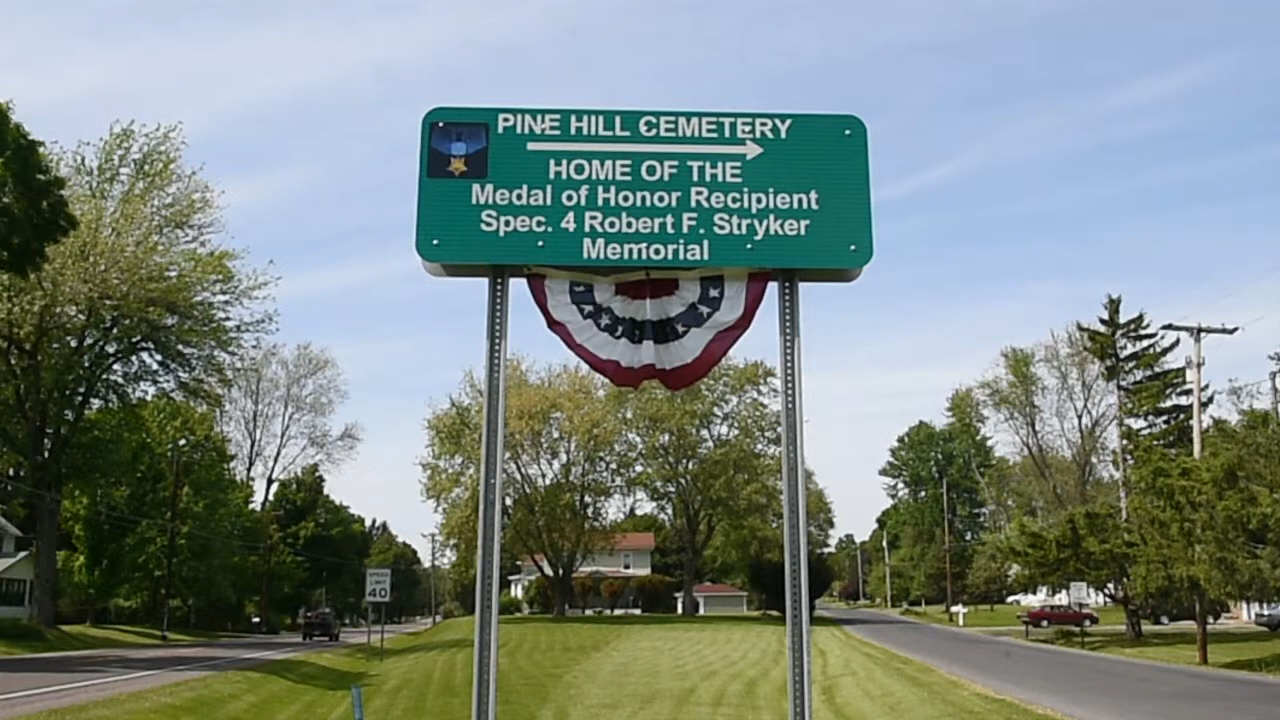 PINE HILL CEMETERY
HOME OF THE
Medal of Honor Recipient
Spec. 4 Robert F. Stryker
Memorial
SPEED
LIMIT
40